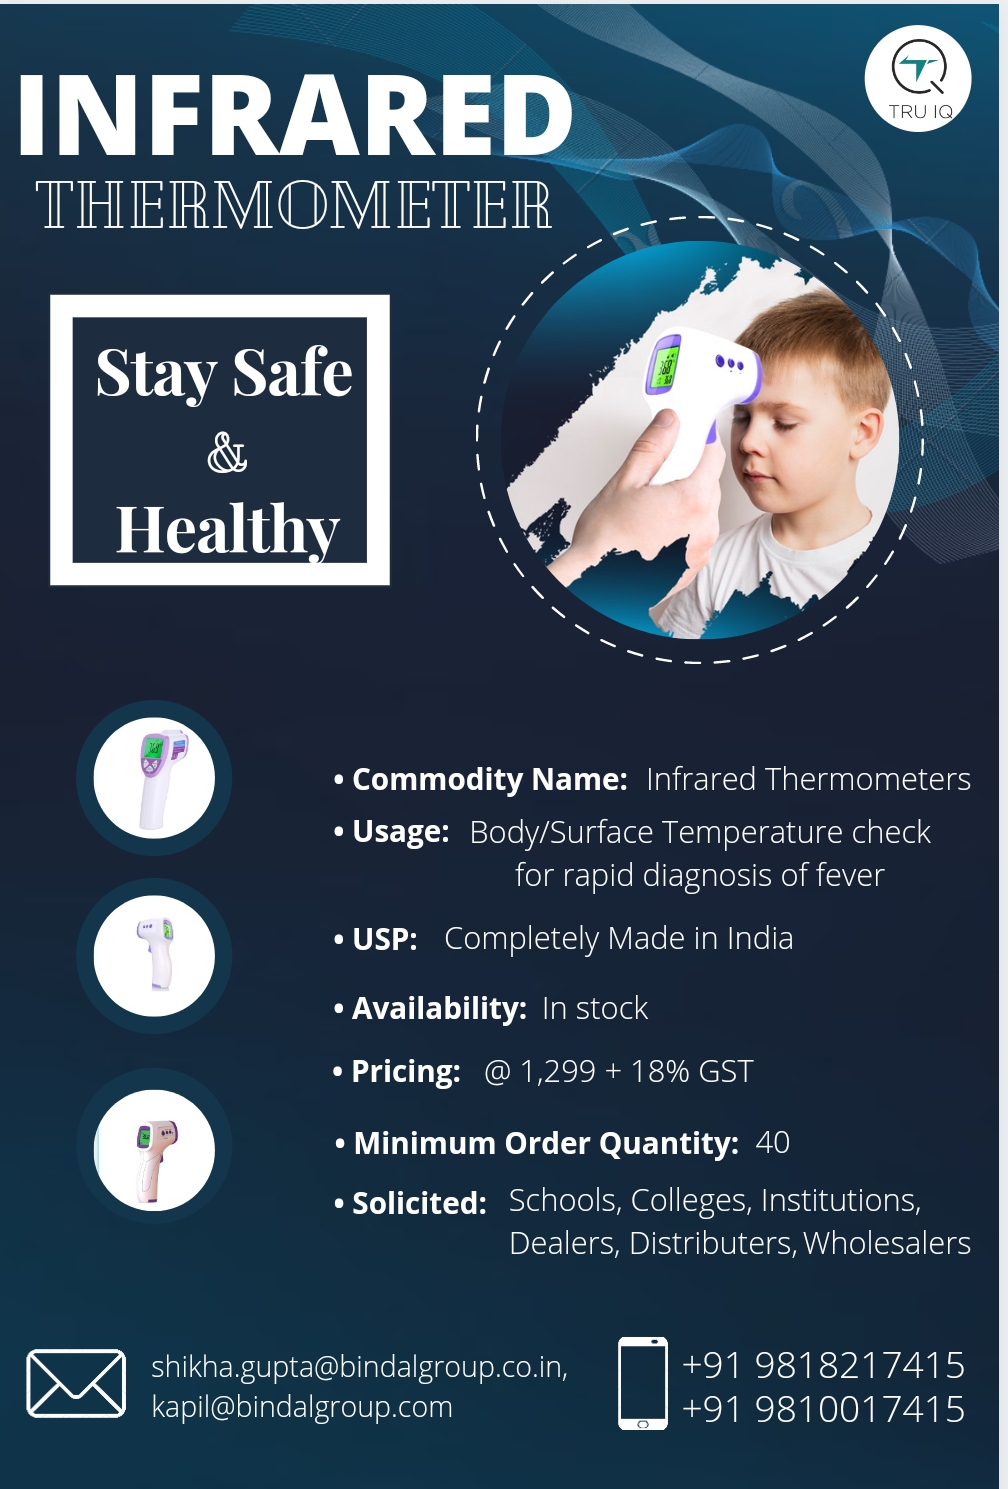 INFRARED
THERMOMETER
TRU IQ
Stay Safe
&
Healthy
• Commodity Name: Infrared Thermometers
• Usage: Body/Surface Temperature check
for rapid diagnosis of fever
• USP: Completely Made in India
• Availability: In stock
• Pricing: @ 1,299 + 18% GST
• Minimum Order Quantity: 40
• Solicited: Schools, Colleges, Institutions,
Dealers, Distributers, Wholesalers
shikha.gupta@bindalgroup.co.in,
kapil@bindalgroup.com
+91 9818217415
+91 9810017415